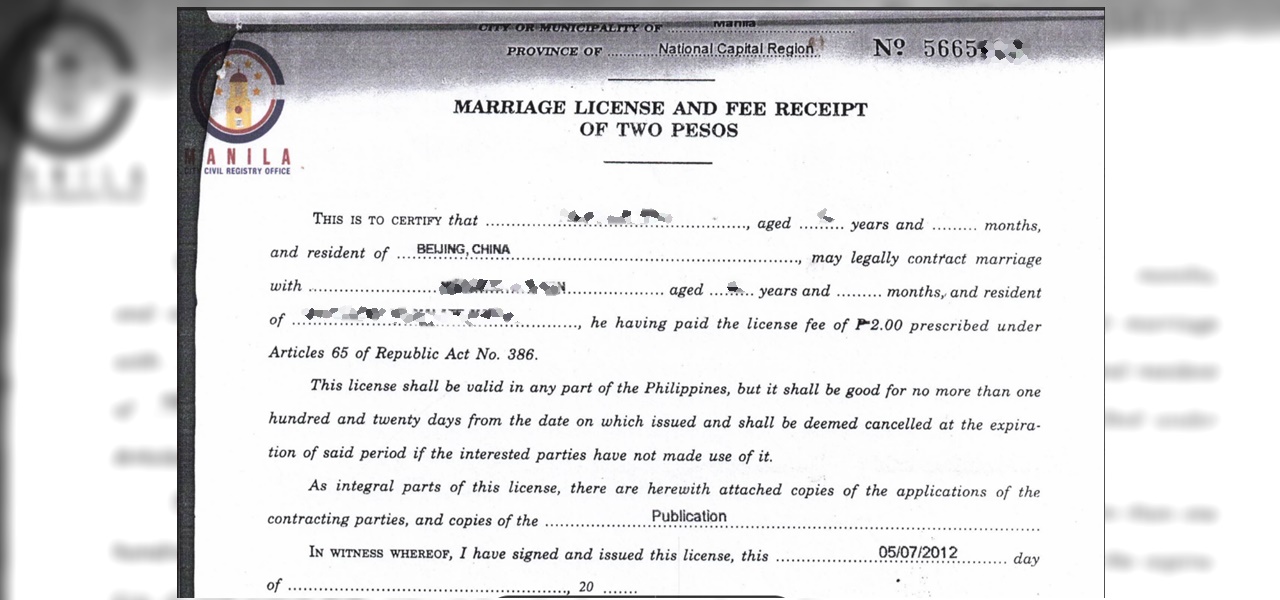 CITY OR MUNICIPALITY OF Manila
PROVINCE OF National Capital Region Nº 5665
MARRIAGE LICENSE AND FEE RECEIPT
OF TWO PESOS
MANILA
CIVIL REGISTRY OFFICE
THIS IS TO CERTIFY that ........, aged ........ years and ......... months,
and resident of ... BEIJING, CHINA ........, may legally contract marriage
with ........ aged ........ years and ......... months, and resident
of ........, he having paid the license fee of ₱2.00 prescribed under
Articles 65 of Republic Act No. 386.
This license shall be valid in any part of the Philippines, but it shall be good for no more than one
hundred and twenty days from the date on which issued and shall be deemed cancelled at the expira-
tion of said period if the interested parties have not made use of it.
As integral parts of this license, there are herewith attached copies of the applications of the
contracting parties, and copies of the ........ Publication ........
IN WITNESS WHEREOF, I have signed and issued this license, this ........ 05/07/2012 ........ day
of ........, 20 .......